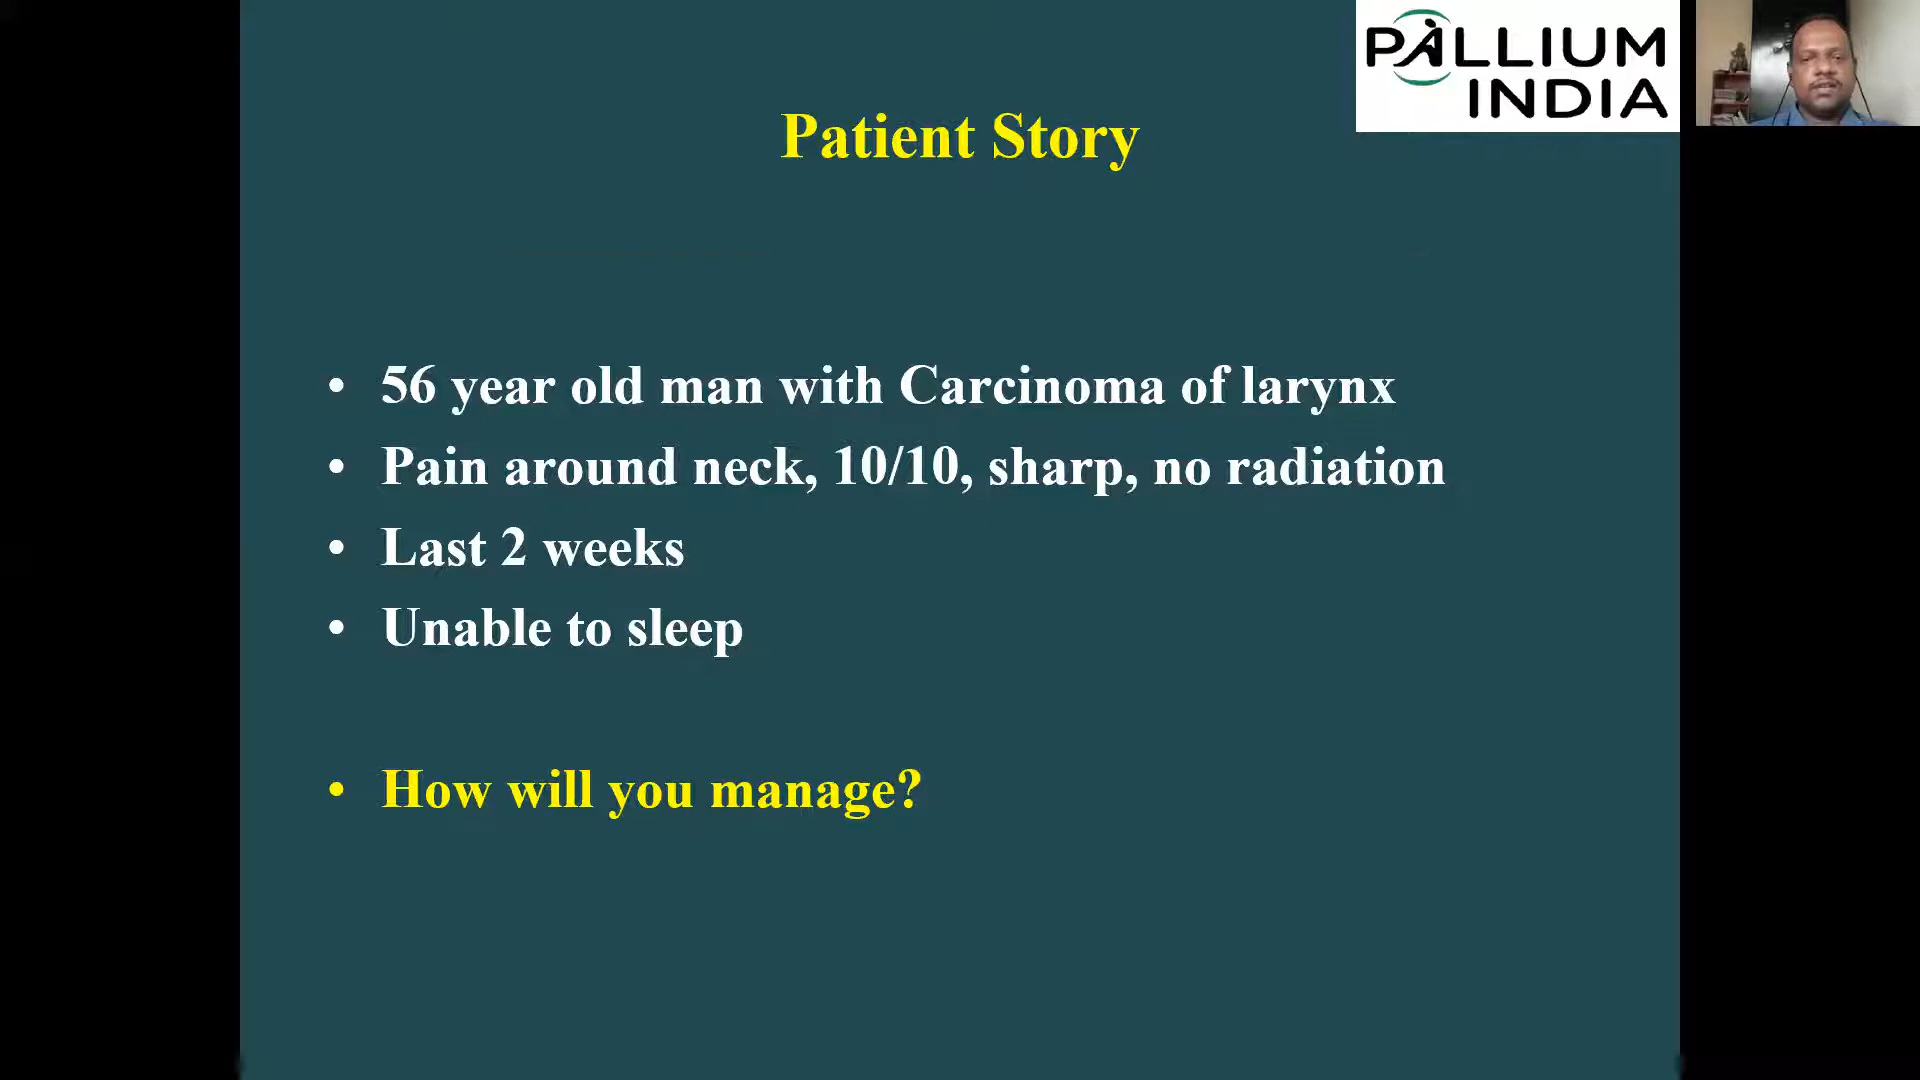 PALLIUM
INDIA
Patient Story
• 56 year old man with Carcinoma of larynx
• Pain around neck, 10/10, sharp, no radiation
• Last 2 weeks
• Unable to sleep
• How will you manage?